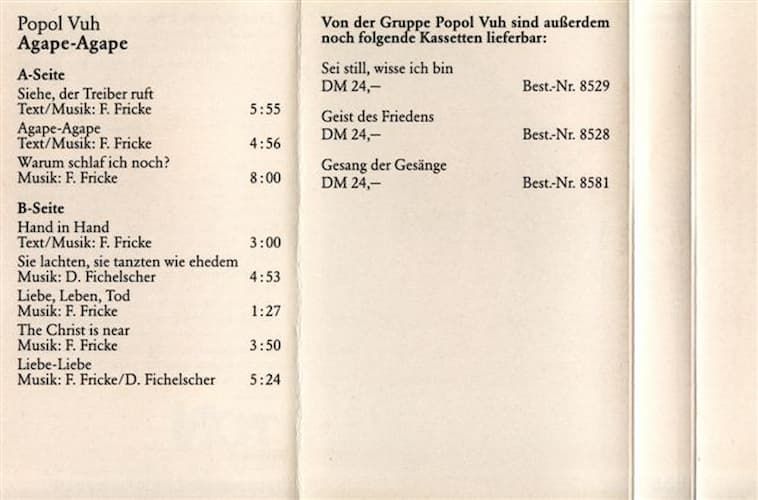 Popol Vuh
Agape-Agape
A-Seite
Siehe, der Treiber ruft
Text/Musik: F. Fricke 5:55
Agape-Agape
Text/Musik: F. Fricke 4:56
Warum schlaf ich noch?
Musik: F. Fricke 8:00
B-Seite
Hand in Hand
Text/Musik: F. Fricke 3:00
Sie lachten, sie tanzten wie ehedem
Musik: D. Fichelscher 4:53
Liebe, Leben, Tod
Musik: F. Fricke 1:27
The Christ is near
Musik: F. Fricke 3:50
Liebe-Liebe
Musik: F. Fricke/D. Fichelscher 5:24
Von der Gruppe Popol Vuh sind außerdem
noch folgende Kassetten lieferbar:
Sei still, wisse ich bin
DM 24,— Best.-Nr. 8529
Geist des Friedens
DM 24,— Best.-Nr. 8528
Gesang der Gesänge
DM 24,— Best.-Nr. 8581